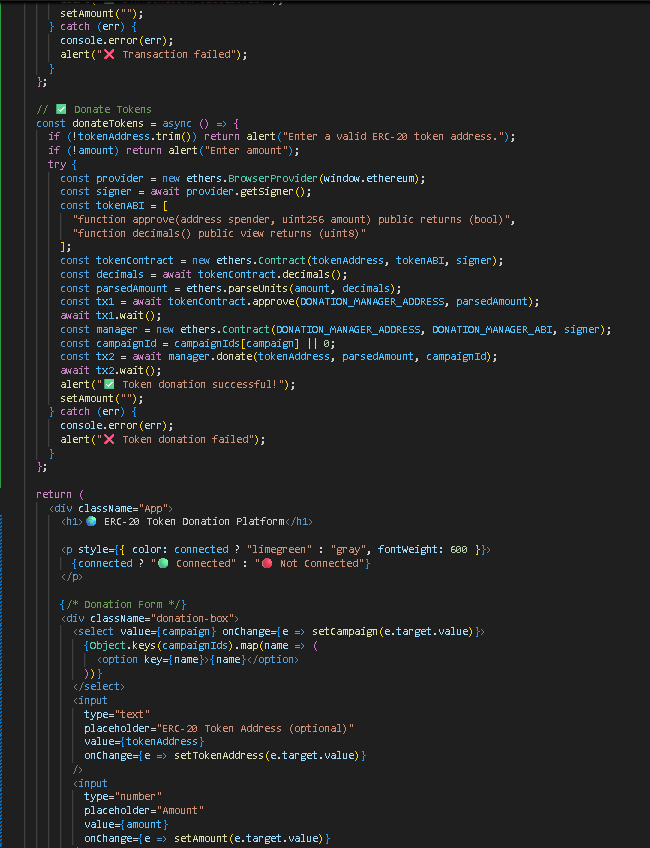 setAmount("");
} catch (err) {
console.error(err);
alert("❌ Transaction failed");
}
};
// ✅ Donate Tokens
const donateTokens = async () => {
if (!tokenAddress.trim()) return alert("Enter a valid ERC-20 token address.");
if (!amount) return alert("Enter amount");
try {
const provider = new ethers.BrowserProvider(window.ethereum);
const signer = await provider.getSigner();
const tokenABI = [
"function approve(address spender, uint256 amount) public returns (bool)",
"function decimals() public view returns (uint8)"
];
const tokenContract = new ethers.Contract(tokenAddress, tokenABI, signer);
const decimals = await tokenContract.decimals();
const parsedAmount = ethers.parseUnits(amount, decimals);
const tx1 = await tokenContract.approve(DONATION_MANAGER_ADDRESS, parsedAmount);
await tx1.wait();
const manager = new ethers.Contract(DONATION_MANAGER_ADDRESS, DONATION_MANAGER_ABI, signer);
const campaignId = campaignIds[campaign] || 0;
const tx2 = await manager.donate(tokenAddress, parsedAmount, campaignId);
await tx2.wait();
alert("✅ Token donation successful!");
setAmount("");
} catch (err) {
console.error(err);
alert("❌ Token donation failed");
}
};
return (
<div className="App">
<h1>🌍 ERC-20 Token Donation Platform</h1>
<p style={{ color: connected ? "limegreen" : "gray", fontWeight: 600 }}>
{connected ? "🟢 Connected" : "🔴 Not Connected"}
</p>
{/* Donation Form */}
<div className="donation-box">
<select value={campaign} onChange={e => setCampaign(e.target.value)}>
{Object.keys(campaignIds).map(name => (
<option key={name}>{name}</option>
))}
</select>
<input
type="text"
placeholder="ERC-20 Token Address (optional)"
value={tokenAddress}
onChange={e => setTokenAddress(e.target.value)}
/>
<input
type="number"
placeholder="Amount"
value={amount}
onChange={e => setAmount(e.target.value)}